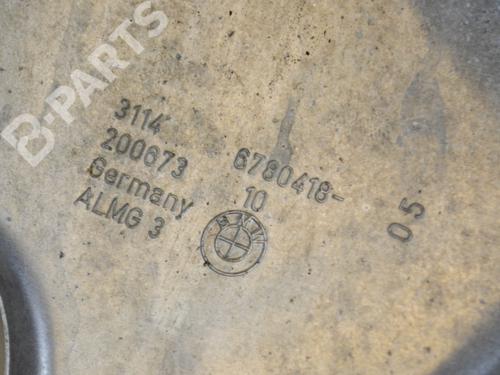 B-PARTS
3114
200673
Germany
ALMG 3
6780418-
10
BMW
05